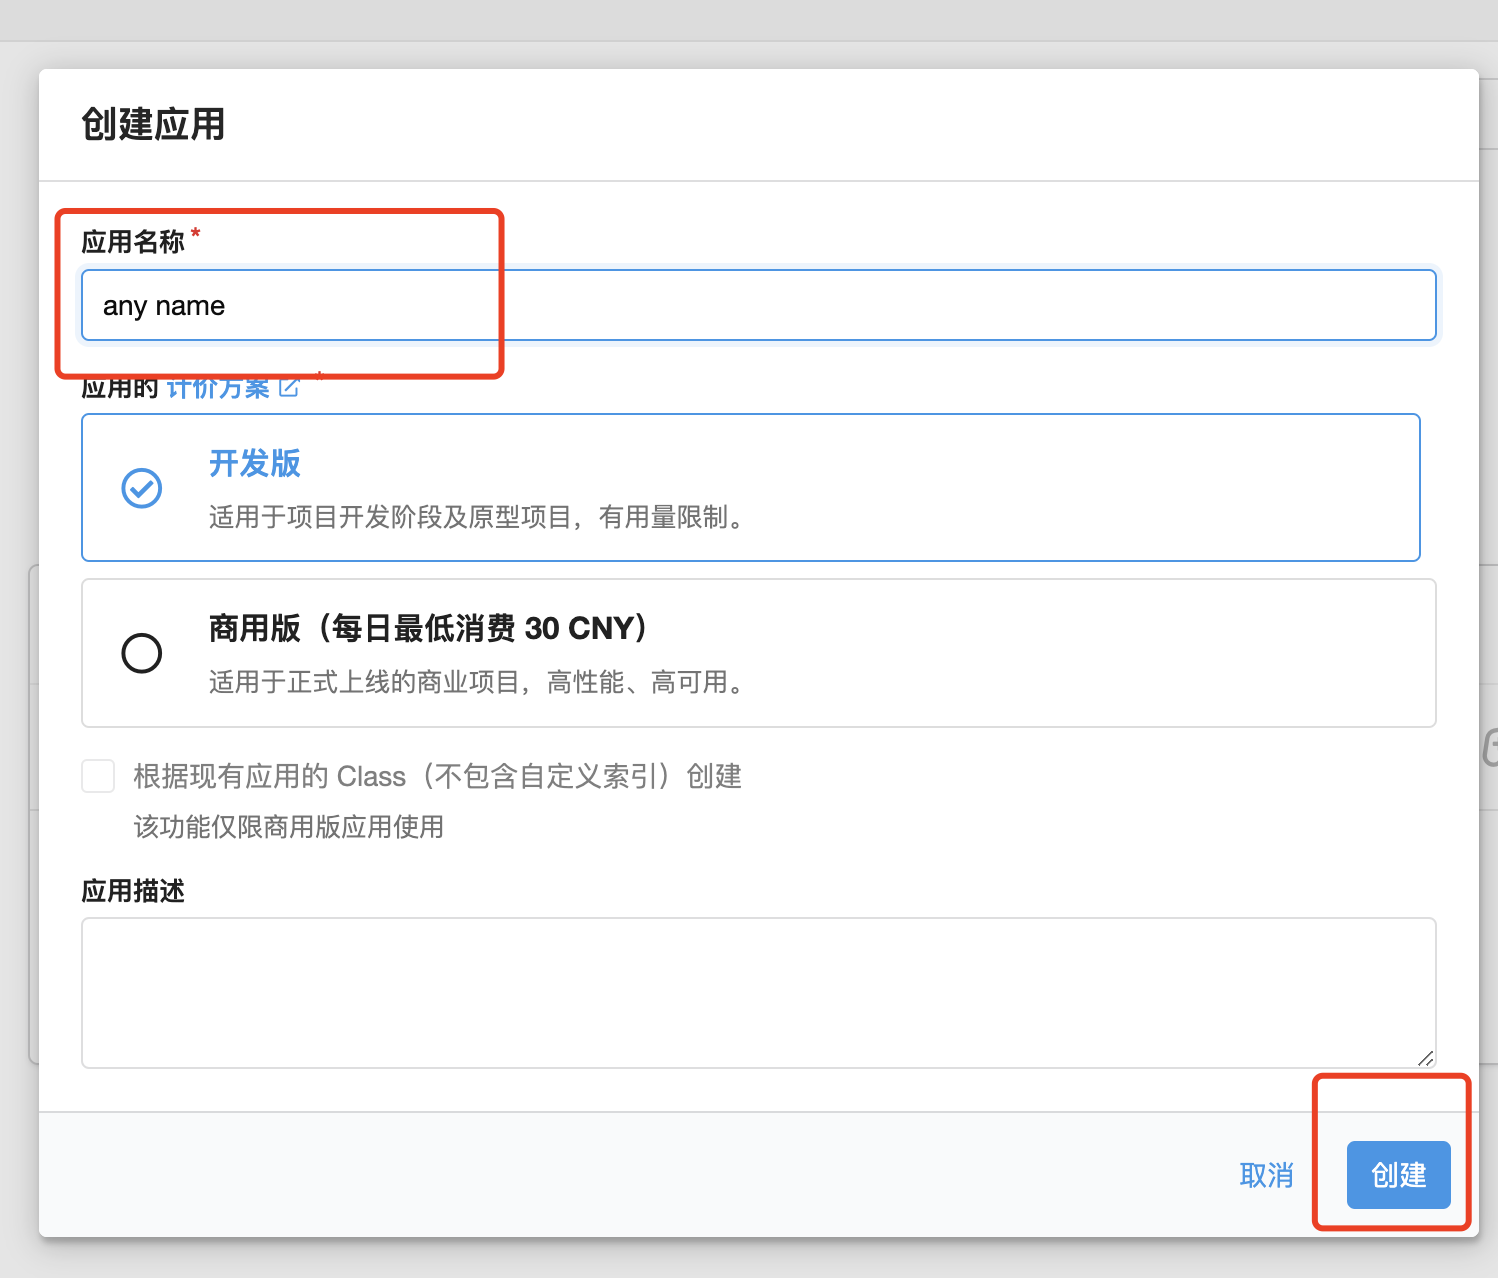 创建应用
应用名称 *
any name
应用的 计价方案 *
开发版
适用于项目开发阶段及原型项目，有用量限制。
商用版（每日最低消费 30 CNY）
适用于正式上线的商业项目，高性能、高可用。
根据现有应用的 Class（不包含自定义索引）创建
该功能仅限商用版应用使用
应用描述
取消
创建